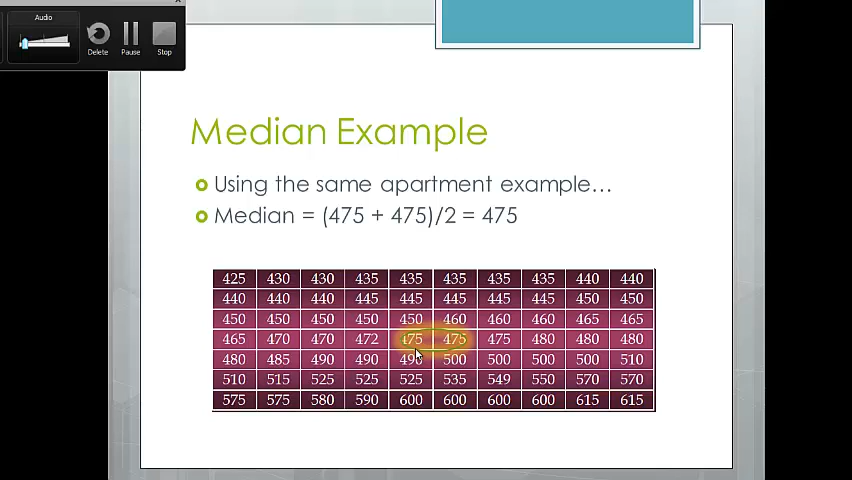 Audio
Delete Pause Stop
Median Example
Using the same apartment example…
Median = (475 + 475)/2 = 475
425 430 430 435 435 435 435 435 440 440
440 440 440 445 445 445 445 445 450 450
450 450 450 450 450 460 460 460 465 465
465 470 470 472 475 475 475 480 480 480
480 485 490 490 490 500 500 500 500 510
510 515 525 525 525 535 549 550 570 570
575 575 580 590 600 600 600 600 615 615